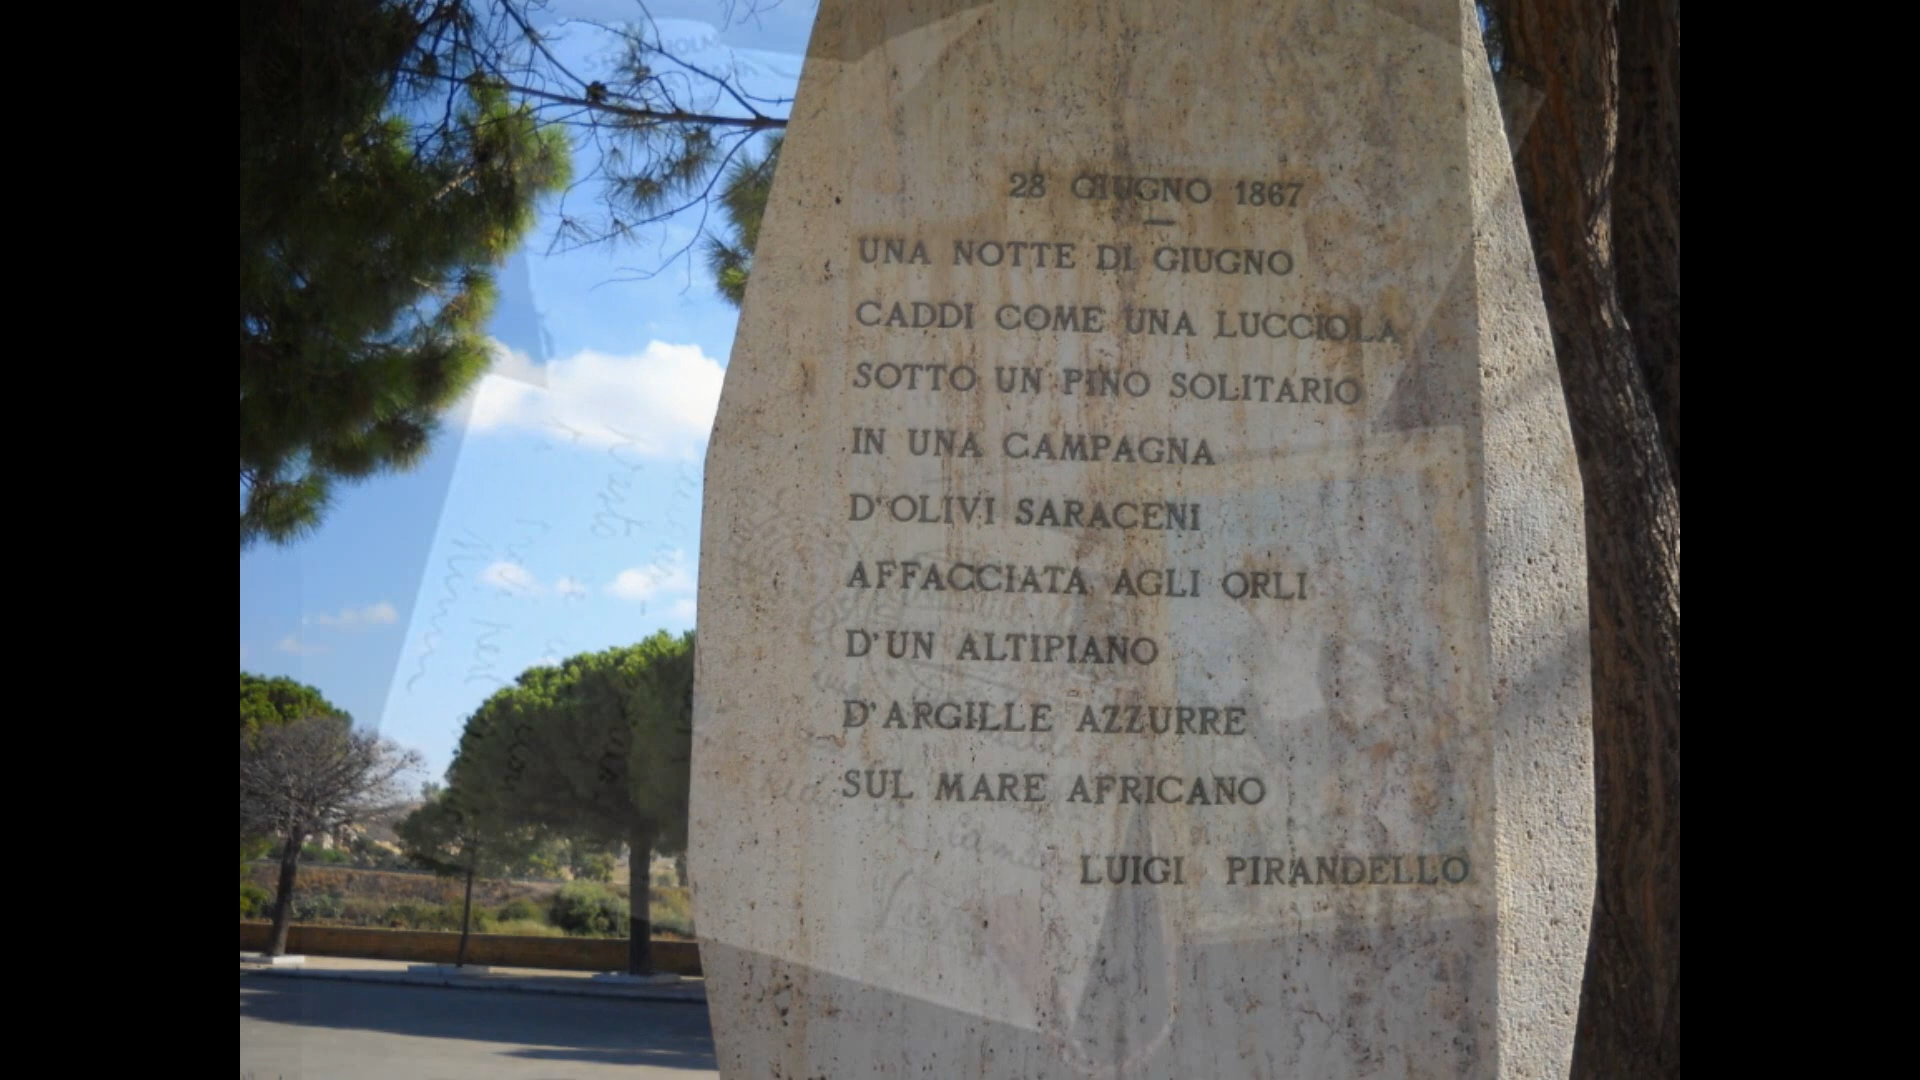 28 GIUGNO 1867
UNA NOTTE DI GIUGNO
CADDI COME UNA LUCCIOLA
SOTTO UN PINO SOLITARIO
IN UNA CAMPAGNA
D'OLIVI SARACENI
AFFACCIATA AGLI ORLI
D'UN ALTIPIANO
D'ARGILLE AZZURRE
SUL MARE AFRICANO
LUIGI PIRANDELLO